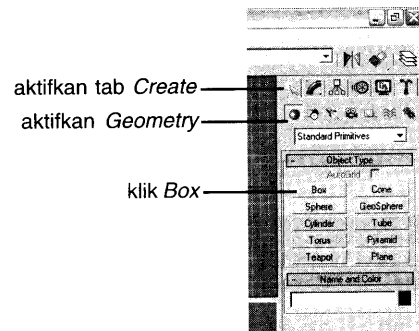 aktifkan tab Create
aktifkan Geometry
Standard Primitives
klik Box
- Object Type
AutoGrid
Box Cone
Sphere GeoSphere
Cylinder Tube
Torus Pyramid
Teapot Plane
- Name and Color